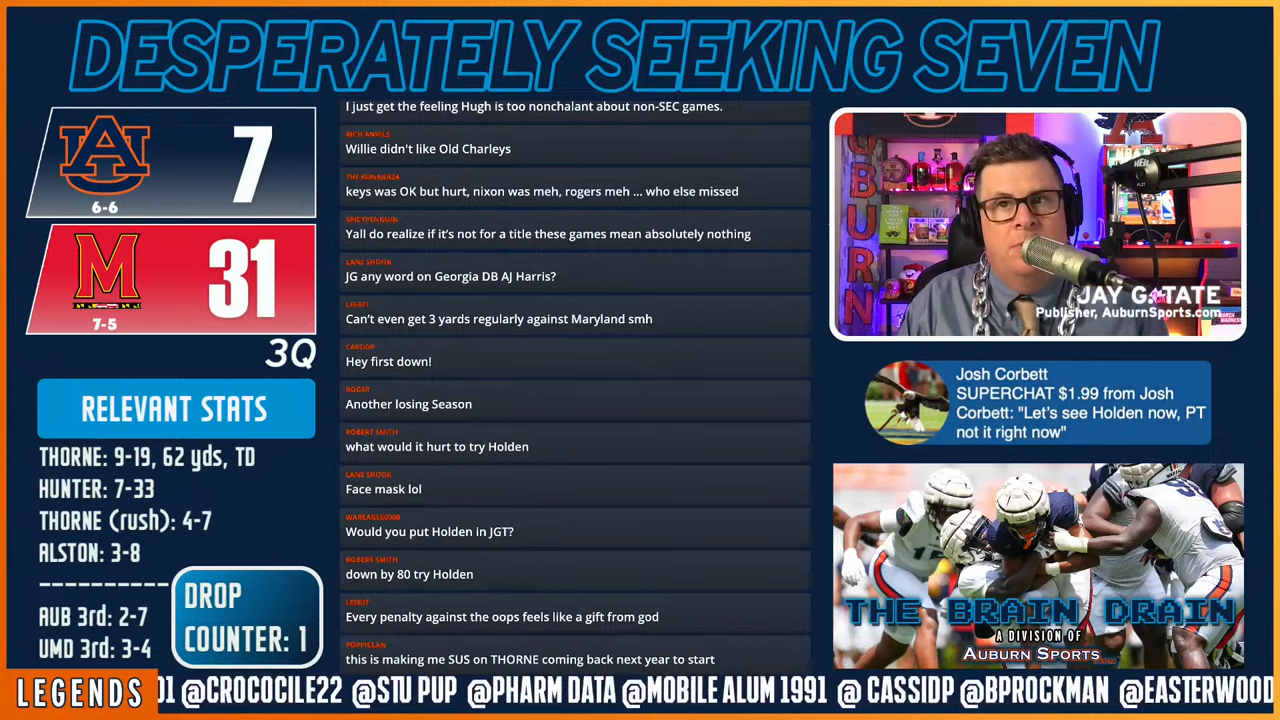 DESPERATELY SEEKING SEVEN
7
6-6
M
31
7-5
3Q
RELEVANT STATS
THORNE: 9-19, 62 yds, TD
HUNTER: 7-33
THORNE (rush): 4-7
ALSTON: 3-8
----------
AUB 3rd: 2-7
UMD 3rd: 3-4
DROP
COUNTER: 1
I just get the feeling Hugh is too nonchalant about non-SEC games.
RICH ANVILS
Willie didn't like Old Charleys
THE RUNNER24
keys was OK but hurt, nixon was meh, rogers meh ... who else missed
SPICYPENGUIN
Yall do realize if it's not for a title these games mean absolutely nothing
LANE SHOOK
JG any word on Georgia DB AJ Harris?
Can't even get 3 yards regularly against Maryland smh
CASSIDP
Hey first down!
ROGER
Another losing Season
ROBERT SMITH
what would it hurt to try Holden
LANE SHOOK
Face mask lol
Would you put Holden in JGT?
ROBERT SMITH
down by 80 try Holden
Every penalty against the oops feels like a gift from god
POPPICLAN
this is making me SUS on THORNE coming back next year to start
UBURN
JAY G. TATE
Publisher, AuburnSports.com
Josh Corbett
SUPERCHAT $1.99 from Josh
Corbett: "Let's see Holden now, PT
not it right now"
THE BRAIN DRAIN
A DIVISION OF
AUBURN SPORTS
LEGENDS
01 @CROCOCILE22 @STU PUP @PHARM DATA @MOBILE ALUM 1991 @ CASSIDP @BPROCKMAN @EASTERWOOD